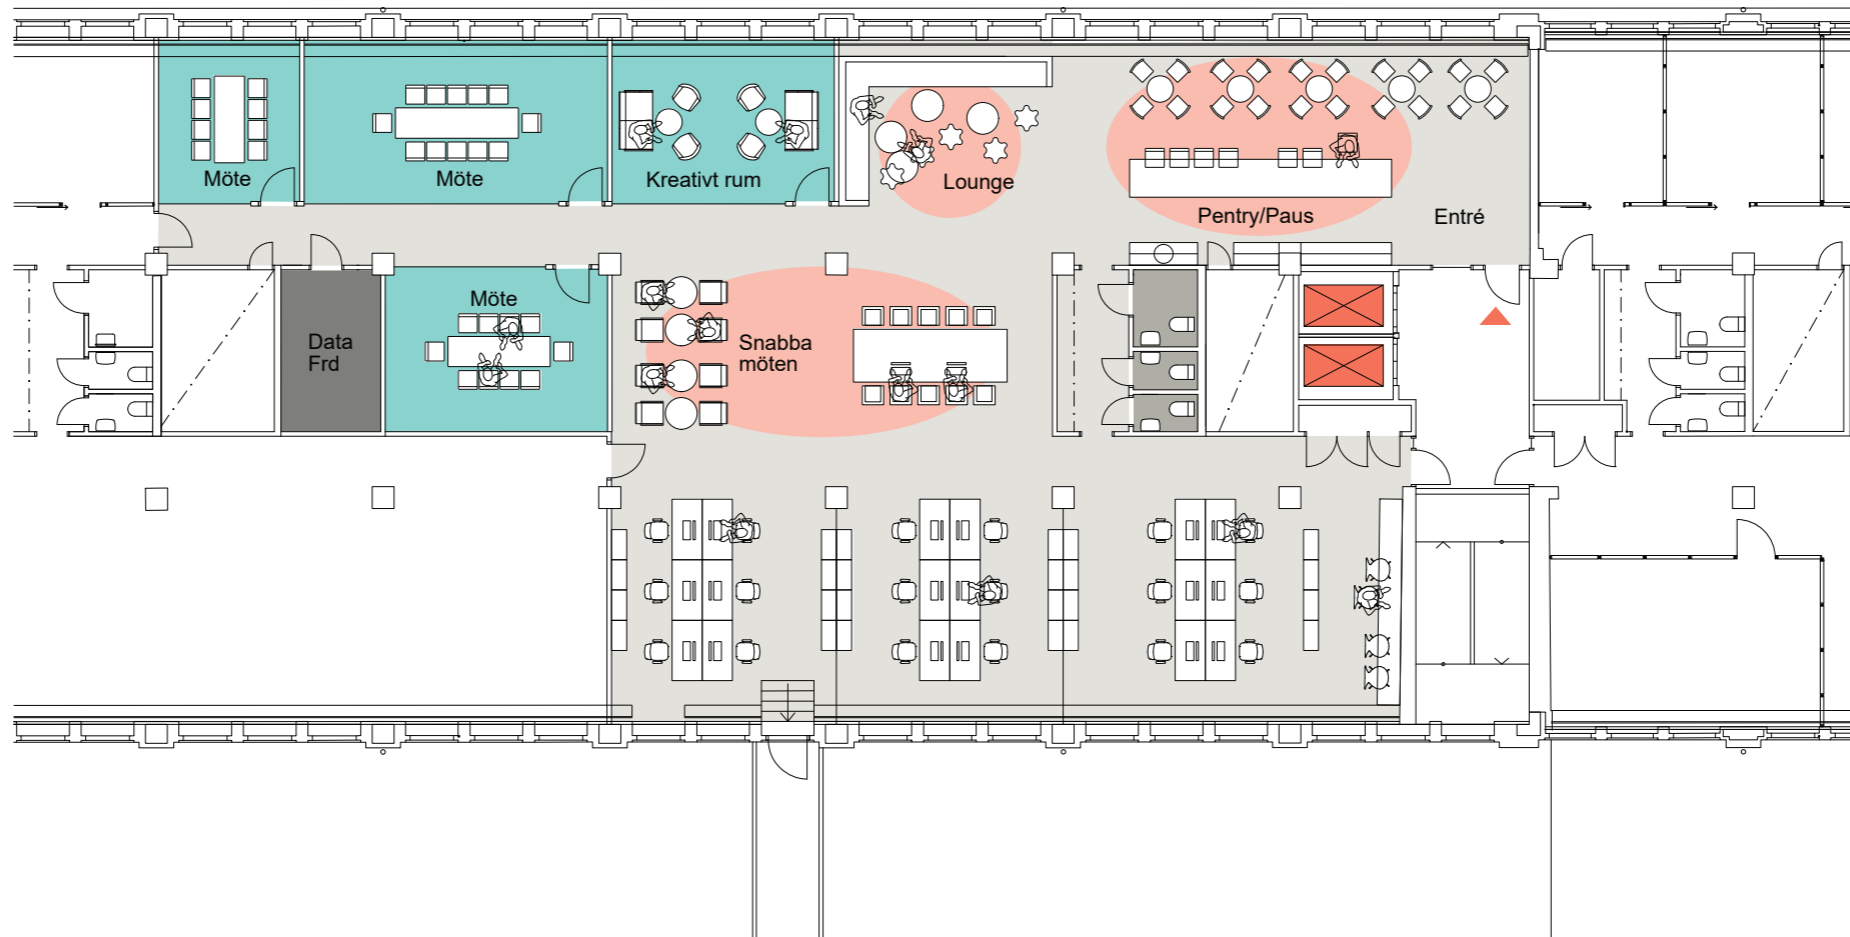 Möte
Möte
Kreativt rum
Lounge
Pentry/Paus
Entré
Möte
Data
Frd
Snabba
möten